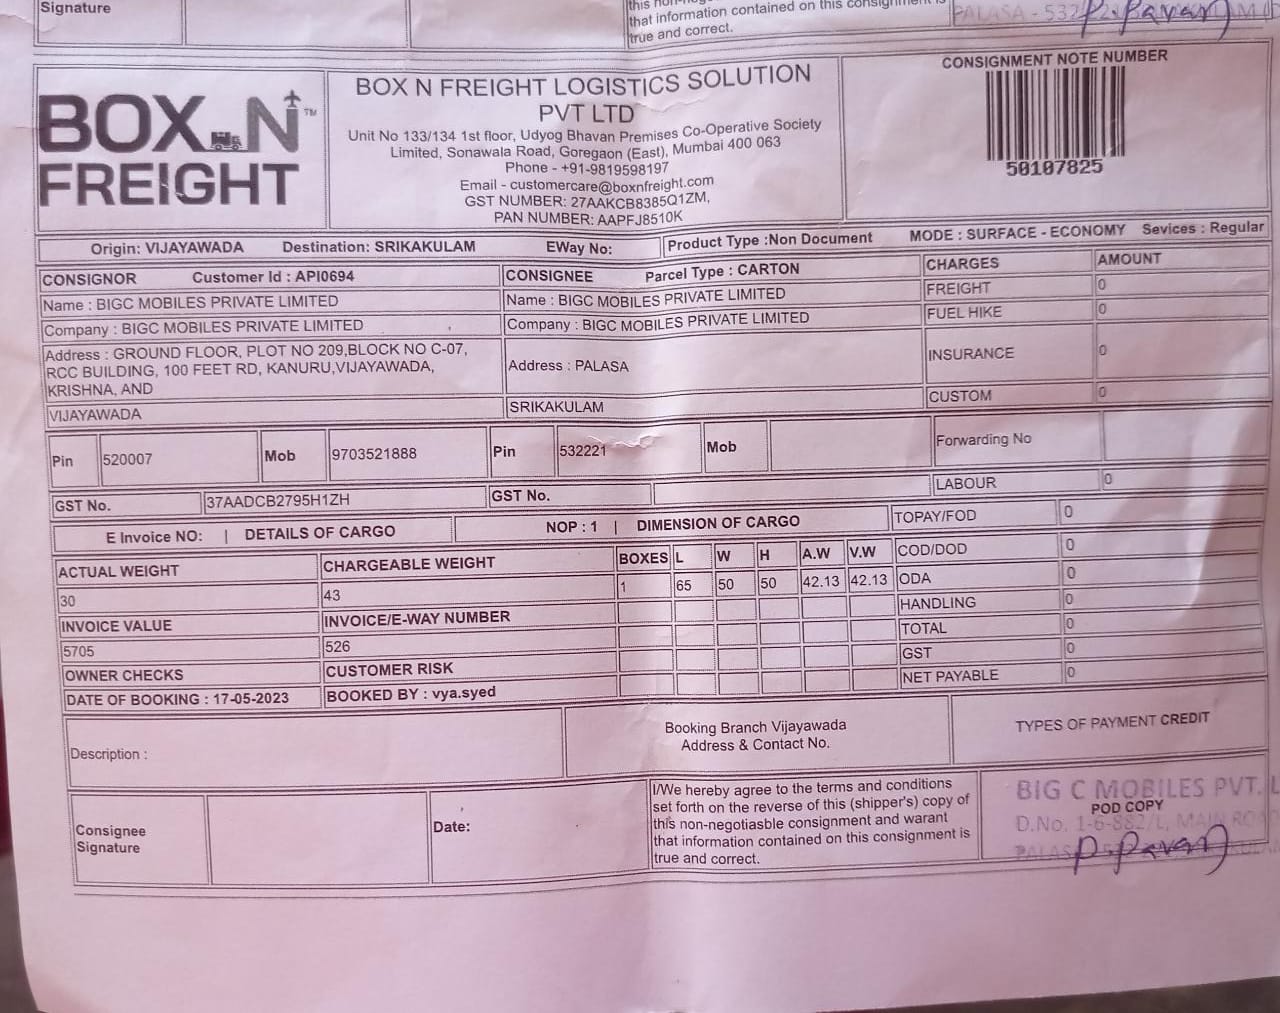 Signature
that information contained on this consignment is
true and correct.
PALASA - 532
P. Pavan
BOX N
FREIGHT
TM
BOX N FREIGHT LOGISTICS SOLUTION
PVT LTD
Unit No 133/134 1st floor, Udyog Bhavan Premises Co-Operative Society
Limited, Sonawala Road, Goregaon (East), Mumbai 400 063
Phone - +91-9819598197
Email - customercare@boxnfreight.com
GST NUMBER: 27AAKCB8385Q1ZM,
PAN NUMBER: AAPFJ8510K
CONSIGNMENT NOTE NUMBER
50107825
Origin: VIJAYAWADA Destination: SRIKAKULAM EWay No: Product Type :Non Document MODE : SURFACE - ECONOMY Sevices : Regular
CONSIGNOR Customer Id : API0694 CONSIGNEE Parcel Type : CARTON CHARGES AMOUNT
Name : BIGC MOBILES PRIVATE LIMITED Name : BIGC MOBILES PRIVATE LIMITED FREIGHT 0
Company : BIGC MOBILES PRIVATE LIMITED Company : BIGC MOBILES PRIVATE LIMITED FUEL HIKE 0
Address : GROUND FLOOR, PLOT NO 209,BLOCK NO C-07,
RCC BUILDING, 100 FEET RD, KANURU,VIJAYAWADA,
KRISHNA, AND
Address : PALASA
INSURANCE 0
VIJAYAWADA SRIKAKULAM CUSTOM 0
Pin 520007 Mob 9703521888 Pin 532221 Mob Forwarding No
GST No. 37AADCB2795H1ZH GST No. LABOUR 0
E Invoice NO: | DETAILS OF CARGO NOP : 1 | DIMENSION OF CARGO TOPAY/FOD 0
ACTUAL WEIGHT CHARGEABLE WEIGHT BOXES L W H A.W V.W COD/DOD 0
30 43 1 65 50 50 42.13 42.13 ODA 0
INVOICE VALUE INVOICE/E-WAY NUMBER HANDLING 0
5705 526 TOTAL 0
OWNER CHECKS CUSTOMER RISK GST 0
DATE OF BOOKING : 17-05-2023 BOOKED BY : vya.syed NET PAYABLE 0
Description :
Booking Branch Vijayawada
Address & Contact No.
TYPES OF PAYMENT CREDIT
Consignee
Signature
Date:
I/We hereby agree to the terms and conditions
set forth on the reverse of this (shipper's) copy of
this non-negotiasble consignment and warant
that information contained on this consignment is
true and correct.
BIG C MOBILES PVT. L
POD COPY
D.No. 1-6-882/L, MAIN ROAD
PALAS
P. Pavan